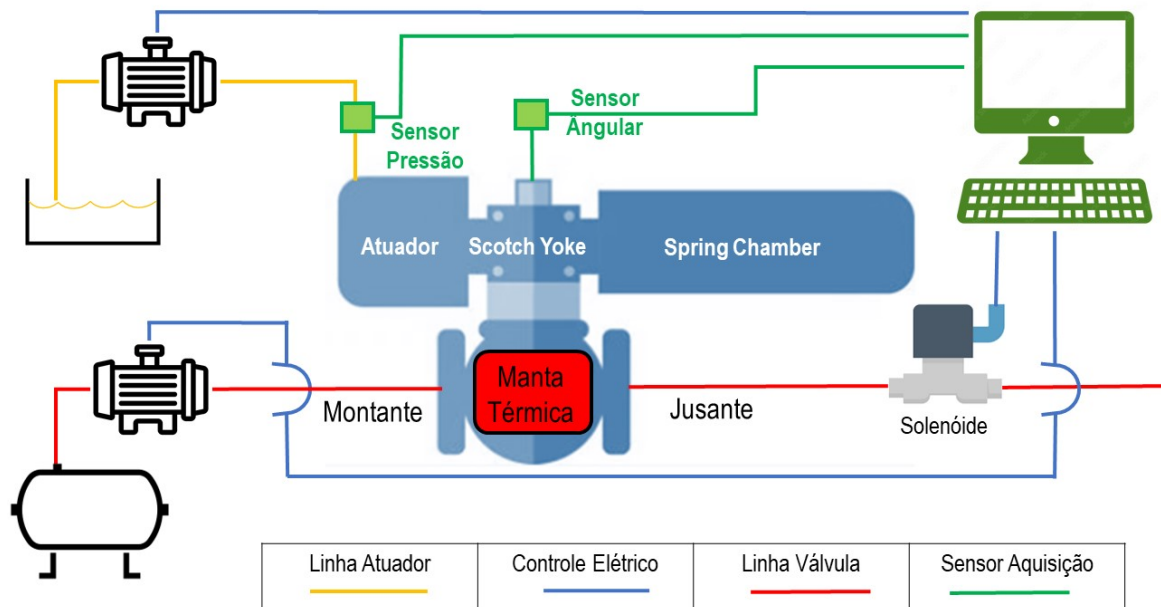 Sensor
Ângular
Sensor
Pressão
Atuador
Scotch Yoke
Spring Chamber
Manta
Térmica
Montante
Jusante
Solenóide
Linha Atuador
Controle Elétrico
Linha Válvula
Sensor Aquisição